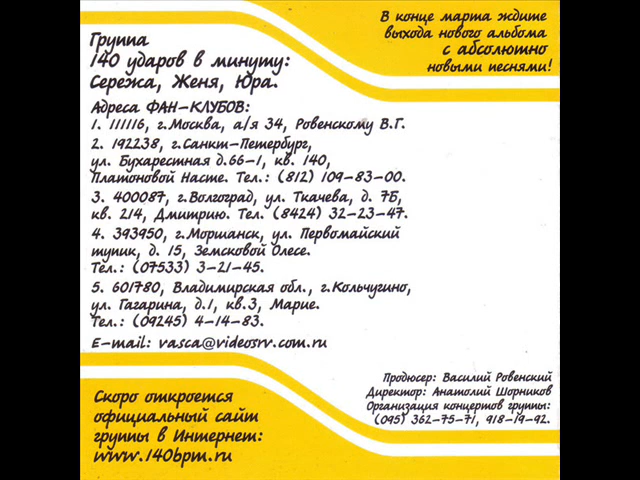 В конце марта ждите
выхода нового альбома
с абсолютно
новыми песнями!
Группа
140 ударов в минуту:
Сережа, Женя, Юра.
Адреса ФАН-КЛУБОВ:
1. 111116, г.Москва, а/я 34, Ровенскому В.Г.
2. 192238, г.Санкт-Петербург,
ул. Бухарестная д.66-1, кв. 140,
Платоновой Насте. Тел.: (812) 109-83-00.
3. 400087, г.Волгоград, ул. Ткачева, д. 7Б,
кв. 214, Дмитрию. Тел. (8424) 32-23-47.
4. 393950, г.Моршанск, ул. Первомайский
тупик, д. 15, Земсковой Олесе.
Тел.: (07533) 3-21-45.
5. 601780, Владимирская обл., г.Кольчугино,
ул. Гагарина, д.1, кв.3, Марие.
Тел.: (09245) 4-14-83.
E-mail: vasca@videosrv.com.ru
Продюсер: Василий Ровенский
Директор: Анатолий Шорников
Организация концертов группы:
(095) 362-75-71, 918-19-92.
Скоро откроется
официальный сайт
группы в Интернет:
www.140bpm.ru